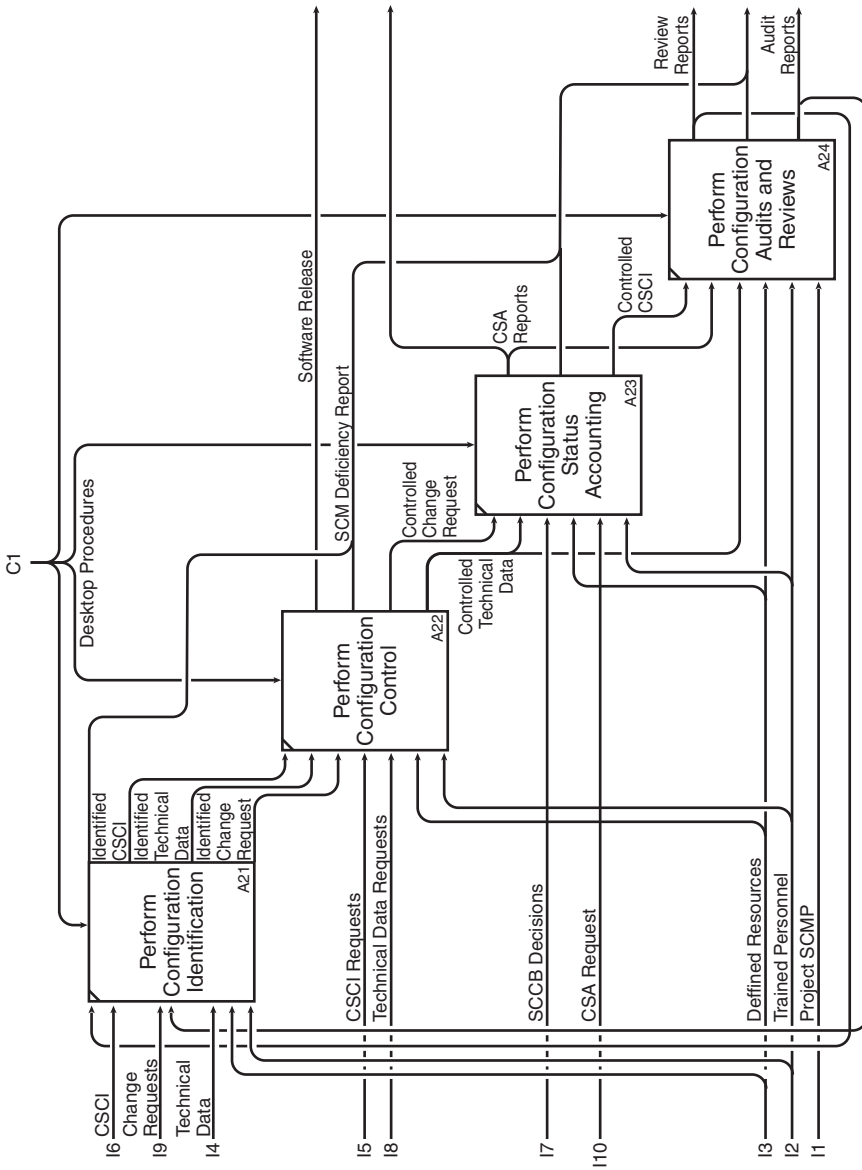 C1
Desktop Procedures
I6
CSCI
I9
Change
Requests
I4
Technical
Data
Perform
Configuration
Identification
A21
Identified
CSCI
Identified
Technical
Data
Identified
Change
Request
I5
CSCI Requests
I8
Technical Data Requests
Perform
Configuration
Control
A22
Software Release
SCM Deficiency Report
Controlled
Change
Request
Controlled
Technical
Data
I7
SCCB Decisions
I10
CSA Request
Perform
Configuration
Status
Accounting
A23
CSA
Reports
Controlled
CSCI
I3
Deffined Resources
I2
Trained Personnel
I1
Project SCMP
Perform
Configuration
Audits and
Reviews
A24
Review
Reports
Audit
Reports